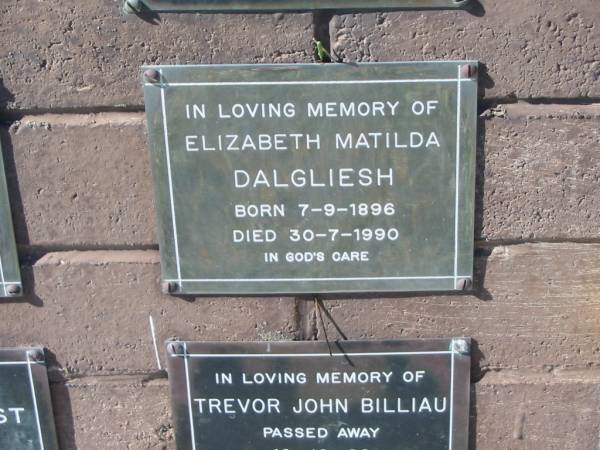 IN LOVING MEMORY OF
ELIZABETH MATILDA
DALGLIESH
BORN 7-9-1896
DIED 30-7-1990
IN GOD'S CARE
ST
IN LOVING MEMORY OF
TREVOR JOHN BILLIAU
PASSED AWAY